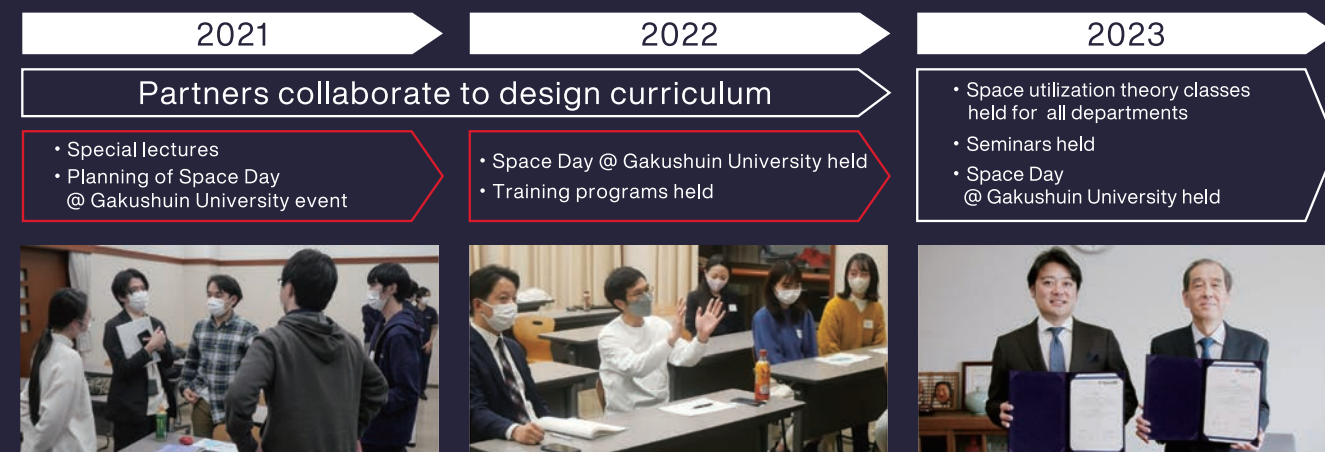 2021
2022
2023
Partners collaborate to design curriculum
・Special lectures
・Planning of Space Day
@ Gakushuin University event
・Space Day @ Gakushuin University held
・Training programs held
・Space utilization theory classes
held for all departments
・Seminars held
・Space Day
@ Gakushuin University held